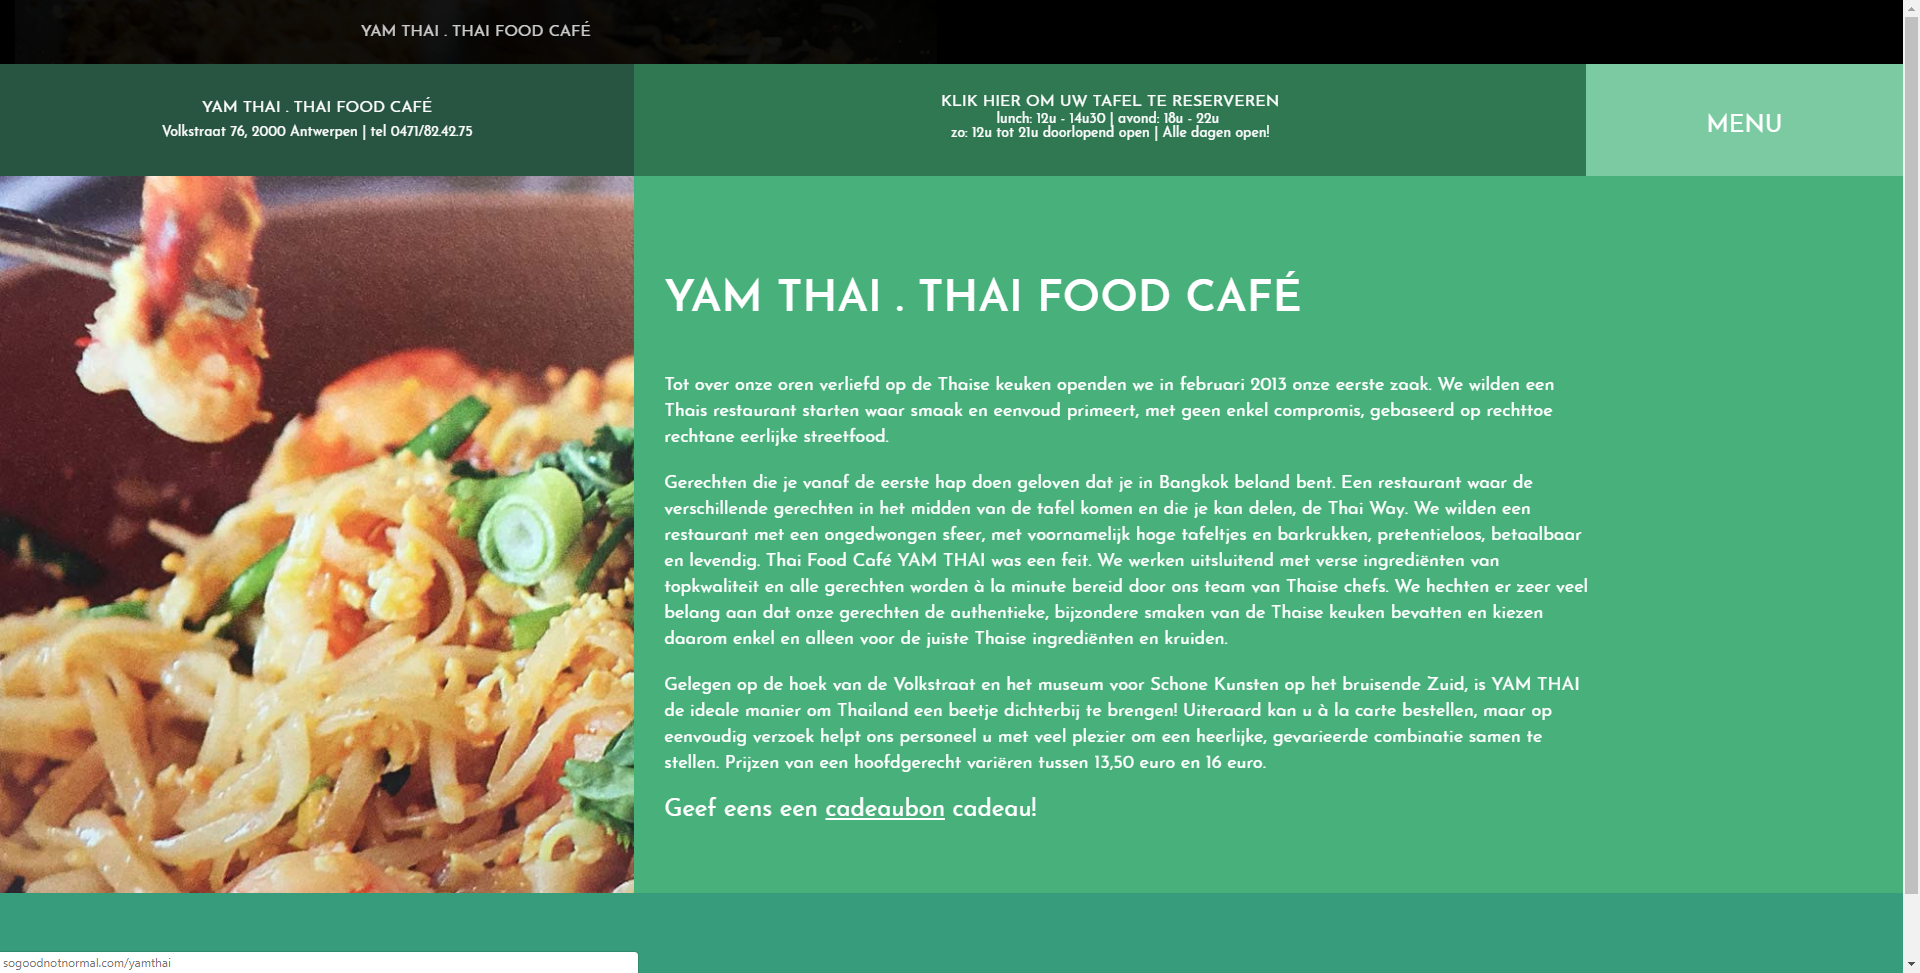 YAM THAI . THAI FOOD CAFÉ
YAM THAI . THAI FOOD CAFÉ
Volkstraat 76, 2000 Antwerpen | tel 0471/82.42.75
KLIK HIER OM UW TAFEL TE RESERVEREN
lunch: 12u - 14u30 | avond: 18u - 22u
zo: 12u tot 21u doorlopend open | Alle dagen open!
MENU
YAM THAI . THAI FOOD CAFÉ
Tot over onze oren verliefd op de Thaise keuken openden we in februari 2013 onze eerste zaak. We wilden een
Thais restaurant starten waar smaak en eenvoud primeert, met geen enkel compromis, gebaseerd op rechttoe
rechtane eerlijke streetfood.
Gerechten die je vanaf de eerste hap doen geloven dat je in Bangkok beland bent. Een restaurant waar de
verschillende gerechten in het midden van de tafel komen en die je kan delen, de Thai Way. We wilden een
restaurant met een ongedwongen sfeer, met voornamelijk hoge tafeltjes en barkrukken, pretentieloos, betaalbaar
en levendig. Thai Food Café YAM THAI was een feit. We werken uitsluitend met verse ingrediënten van
topkwaliteit en alle gerechten worden à la minute bereid door ons team van Thaise chefs. We hechten er zeer veel
belang aan dat onze gerechten de authentieke, bijzondere smaken van de Thaise keuken bevatten en kiezen
daarom enkel en alleen voor de juiste Thaise ingrediënten en kruiden.
Gelegen op de hoek van de Volkstraat en het museum voor Schone Kunsten op het bruisende Zuid, is YAM THAI
de ideale manier om Thailand een beetje dichterbij te brengen! Uiteraard kan u à la carte bestellen, maar op
eenvoudig verzoek helpt ons personeel u met veel plezier om een heerlijke, gevarieerde combinatie samen te
stellen. Prijzen van een hoofdgerecht variëren tussen 13,50 euro en 16 euro.
Geef eens een cadeaubon cadeau!
sogoodnotnormal.com/yamthai